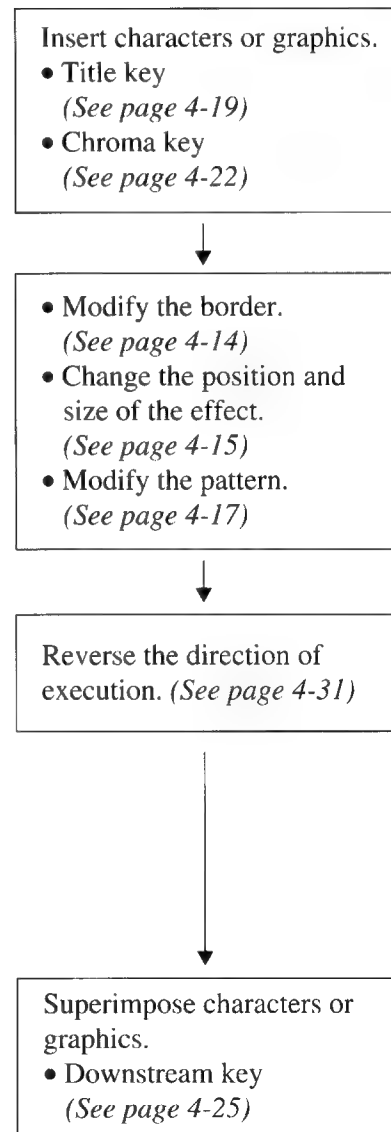 Insert characters or graphics.
• Title key
(See page 4-19)
• Chroma key
(See page 4-22)
• Modify the border.
(See page 4-14)
• Change the position and
size of the effect.
(See page 4-15)
• Modify the pattern.
(See page 4-17)
Reverse the direction of
execution. (See page 4-31)
Superimpose characters or
graphics.
• Downstream key
(See page 4-25)